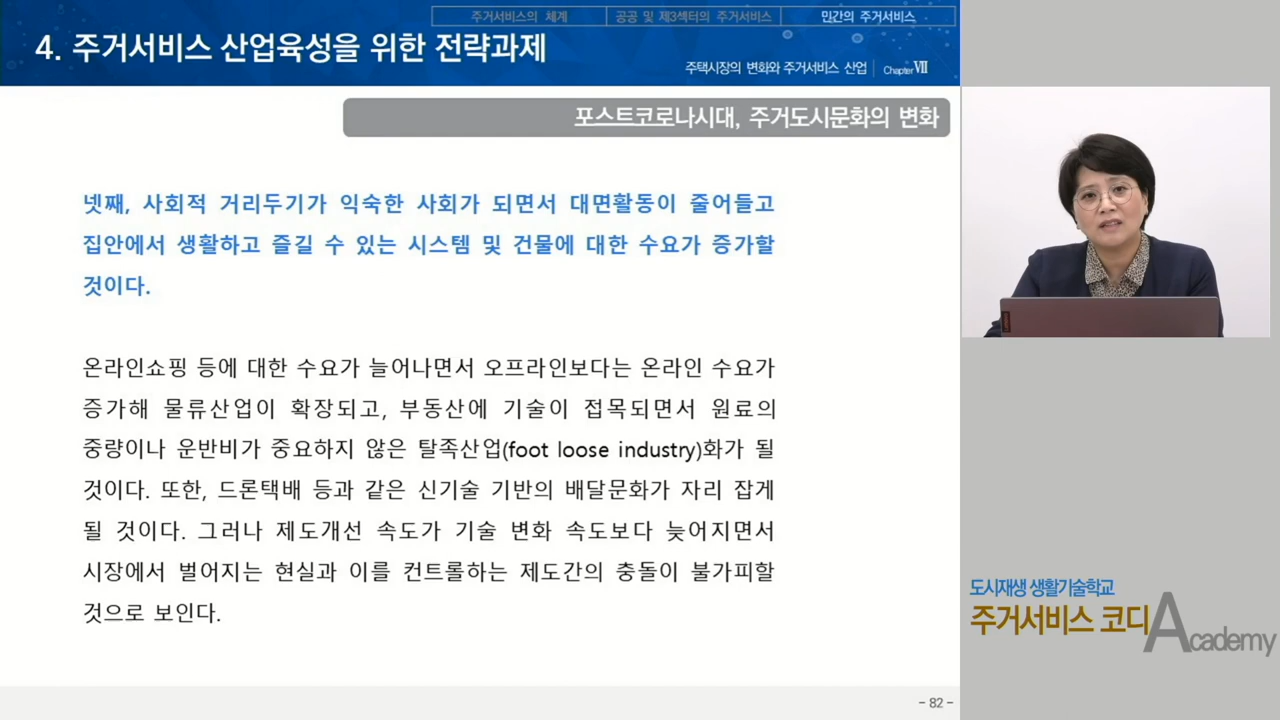 주거서비스의 체계
공공 및 제3섹터의 주거서비스
민간의 주거서비스
4. 주거서비스 산업육성을 위한 전략과제
주택시장의 변화와 주거서비스 산업
Chapter Ⅶ
포스트코로나시대, 주거도시문화의 변화
넷째, 사회적 거리두기가 익숙한 사회가 되면서 대면활동이 줄어들고
집안에서 생활하고 즐길 수 있는 시스템 및 건물에 대한 수요가 증가할
것이다.
온라인쇼핑 등에 대한 수요가 늘어나면서 오프라인보다는 온라인 수요가
증가해 물류산업이 확장되고, 부동산에 기술이 접목되면서 원료의
중량이나 운반비가 중요하지 않은 탈족산업(foot loose industry)화가 될
것이다. 또한, 드론택배 등과 같은 신기술 기반의 배달문화가 자리 잡게
될 것이다. 그러나 제도개선 속도가 기술 변화 속도보다 늦어지면서
시장에서 벌어지는 현실과 이를 컨트롤하는 제도간의 충돌이 불가피할
것으로 보인다.
도시재생 생활기술학교
주거서비스 코디 Academy
- 82 -